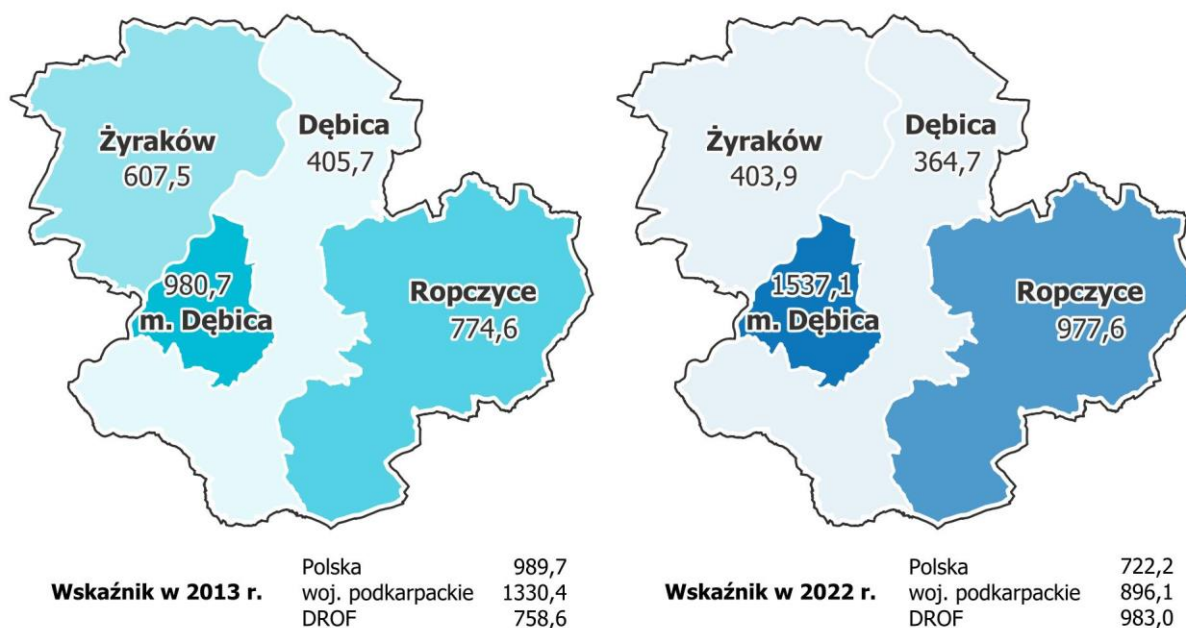 Żyraków
607,5
Dębica
405,7
980,7
m. Dębica
Ropczyce
774,6
Wskaźnik w 2013 r.
Polska 989,7
woj. podkarpackie 1330,4
DROF 758,6
Żyraków
403,9
Dębica
364,7
1537,1
m. Dębica
Ropczyce
977,6
Wskaźnik w 2022 r.
Polska 722,2
woj. podkarpackie 896,1
DROF 983,0